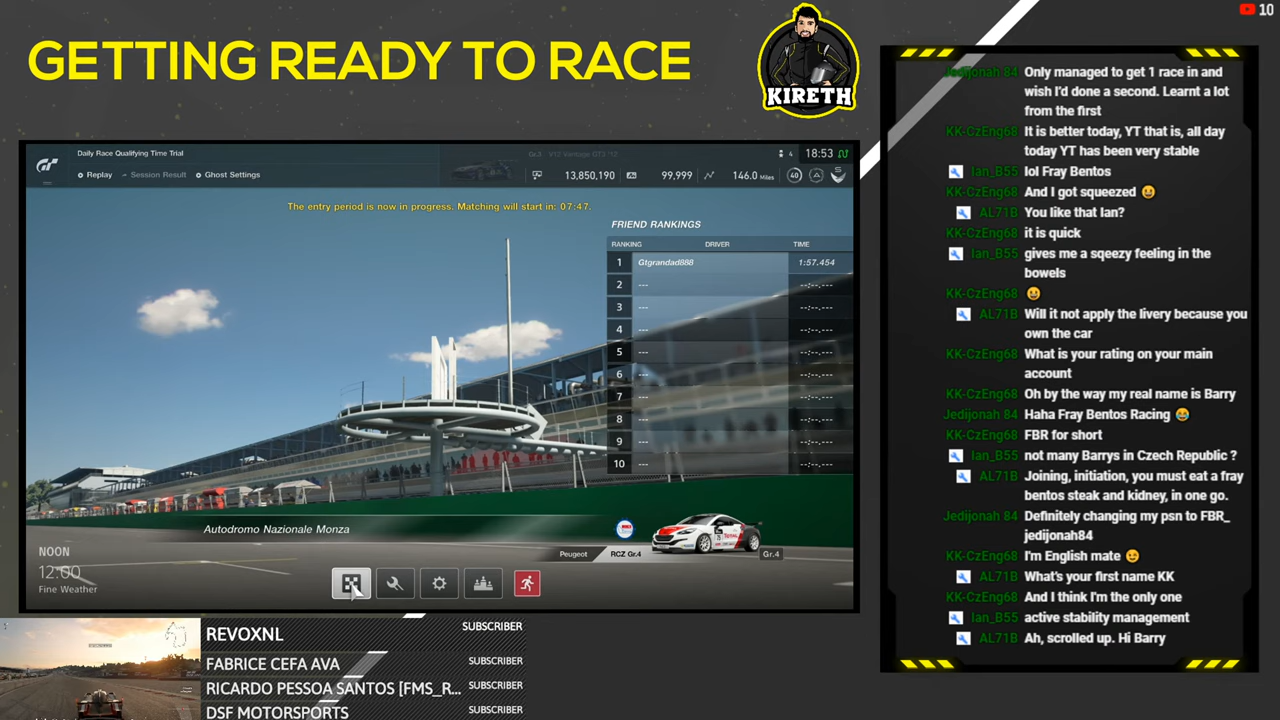 GETTING READY TO RACE
KIRETH
10
Daily Race Qualifying Time Trial
Gr.3 V12 Vantage GT3 '12
4
18:53
Replay
Session Result
Ghost Settings
13,850,190
99,999
146.0 Miles
40
S
The entry period is now in progress. Matching will start in: 07:47.
FRIEND RANKINGS
RANKING DRIVER TIME
1 Gtgrandad888 1:57.454
2 --- --:--.---
3 --- --:--.---
4 --- --:--.---
5 --- --:--.---
6 --- --:--.---
7 --- --:--.---
8 --- --:--.---
9 --- --:--.---
10 --- --:--.---
Autodromo Nazionale Monza
Peugeot RCZ Gr.4 Gr.4
NOON
12:00
Fine Weather
REVOXNL SUBSCRIBER
FABRICE CEFA AVA SUBSCRIBER
RICARDO PESSOA SANTOS [FMS_R... SUBSCRIBER
DSF MOTORSPORTS SUBSCRIBER
Jedijonah 84 Only managed to get 1 race in and
wish I'd done a second. Learnt a lot
from the first
KK-CzEng68 It is better today, YT that is, all day
today YT has been very stable
Ian_B55 lol Fray Bentos
KK-CzEng68 And I got squeezed 😃
AL71B You like that Ian?
KK-CzEng68 it is quick
Ian_B55 gives me a sqeezy feeling in the
bowels
KK-CzEng68 😃
AL71B Will it not apply the livery because you
own the car
KK-CzEng68 What is your rating on your main
account
KK-CzEng68 Oh by the way my real name is Barry
Jedijonah 84 Haha Fray Bentos Racing 😂
KK-CzEng68 FBR for short
Ian_B55 not many Barrys in Czech Republic ?
AL71B Joining, initiation, you must eat a fray
bentos steak and kidney, in one go.
Jedijonah 84 Definitely changing my psn to FBR_
jedijonah84
KK-CzEng68 I'm English mate 😉
AL71B What's your first name KK
KK-CzEng68 And I think I'm the only one
Ian_B55 active stability management
AL71B Ah, scrolled up. Hi Barry